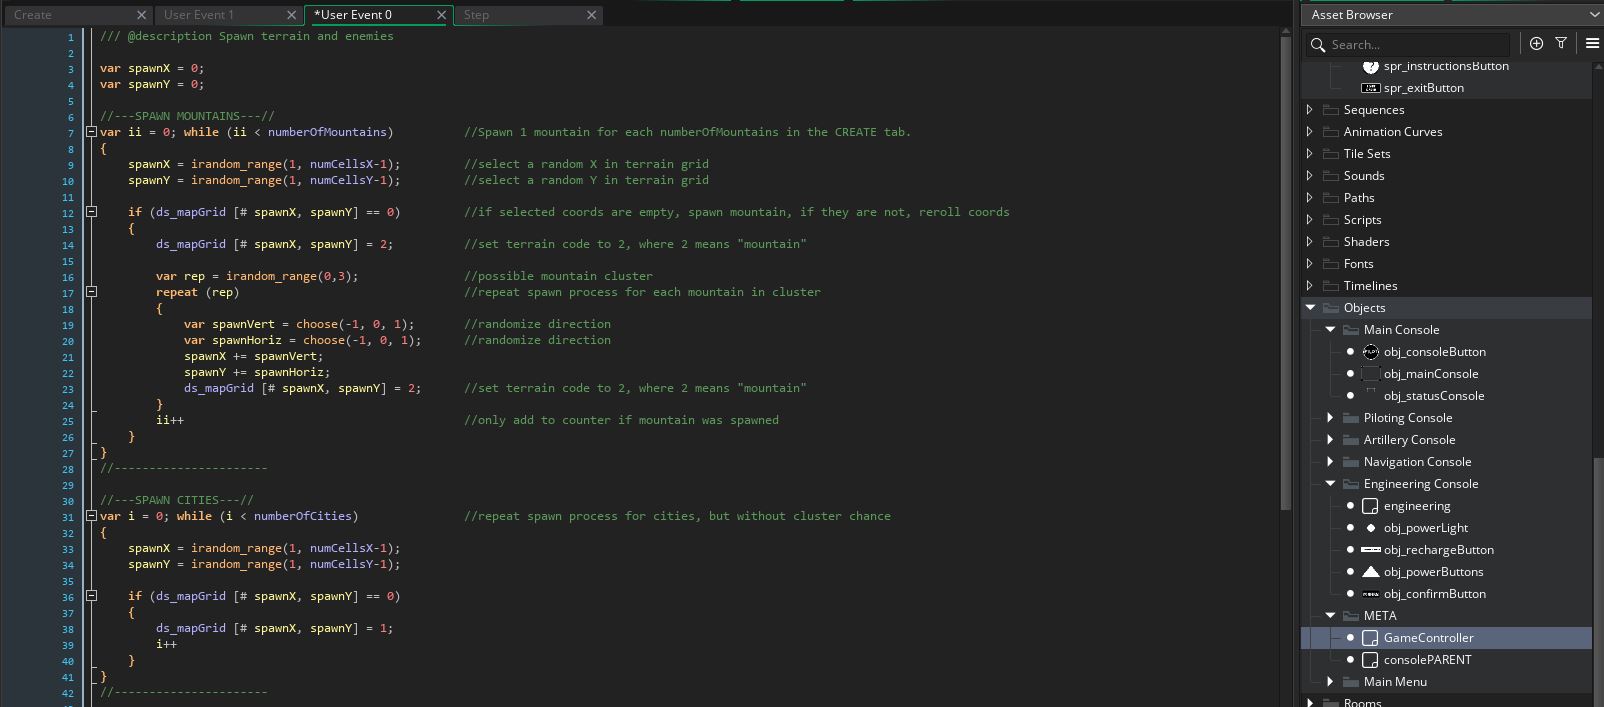 Create
User Event 1
*User Event 0
Step
1 /// @description Spawn terrain and enemies
2
3 var spawnX = 0;
4 var spawnY = 0;
5
6 //---SPAWN MOUNTAINS---//
7 var ii = 0; while (ii < numberOfMountains) //Spawn 1 mountain for each numberOfMountains in the CREATE tab.
8 {
9 spawnX = irandom_range(1, numCellsX-1); //select a random X in terrain grid
10 spawnY = irandom_range(1, numCellsY-1); //select a random Y in terrain grid
11
12 if (ds_mapGrid [# spawnX, spawnY] == 0) //if selected coords are empty, spawn mountain, if they are not, reroll coords
13 {
14 ds_mapGrid [# spawnX, spawnY] = 2; //set terrain code to 2, where 2 means "mountain"
15
16 var rep = irandom_range(0,3); //possible mountain cluster
17 repeat (rep) //repeat spawn process for each mountain in cluster
18 {
19 var spawnVert = choose(-1, 0, 1); //randomize direction
20 var spawnHoriz = choose(-1, 0, 1); //randomize direction
21 spawnX += spawnVert;
22 spawnY += spawnHoriz;
23 ds_mapGrid [# spawnX, spawnY] = 2; //set terrain code to 2, where 2 means "mountain"
24 }
25 ii++ //only add to counter if mountain was spawned
26 }
27 }
28 //----------------------
29
30 //---SPAWN CITIES---//
31 var i = 0; while (i < numberOfCities) //repeat spawn process for cities, but without cluster chance
32 {
33 spawnX = irandom_range(1, numCellsX-1);
34 spawnY = irandom_range(1, numCellsY-1);
35
36 if (ds_mapGrid [# spawnX, spawnY] == 0)
37 {
38 ds_mapGrid [# spawnX, spawnY] = 1;
39 i++
40 }
41 }
42 //----------------------
Asset Browser
Search...
spr_instructionsButton
spr_exitButton
Sequences
Animation Curves
Tile Sets
Sounds
Paths
Scripts
Shaders
Fonts
Timelines
Objects
Main Console
obj_consoleButton
obj_mainConsole
obj_statusConsole
Piloting Console
Artillery Console
Navigation Console
Engineering Console
engineering
obj_powerLight
obj_rechargeButton
obj_powerButtons
obj_confirmButton
META
GameController
consolePARENT
Main Menu
Rooms